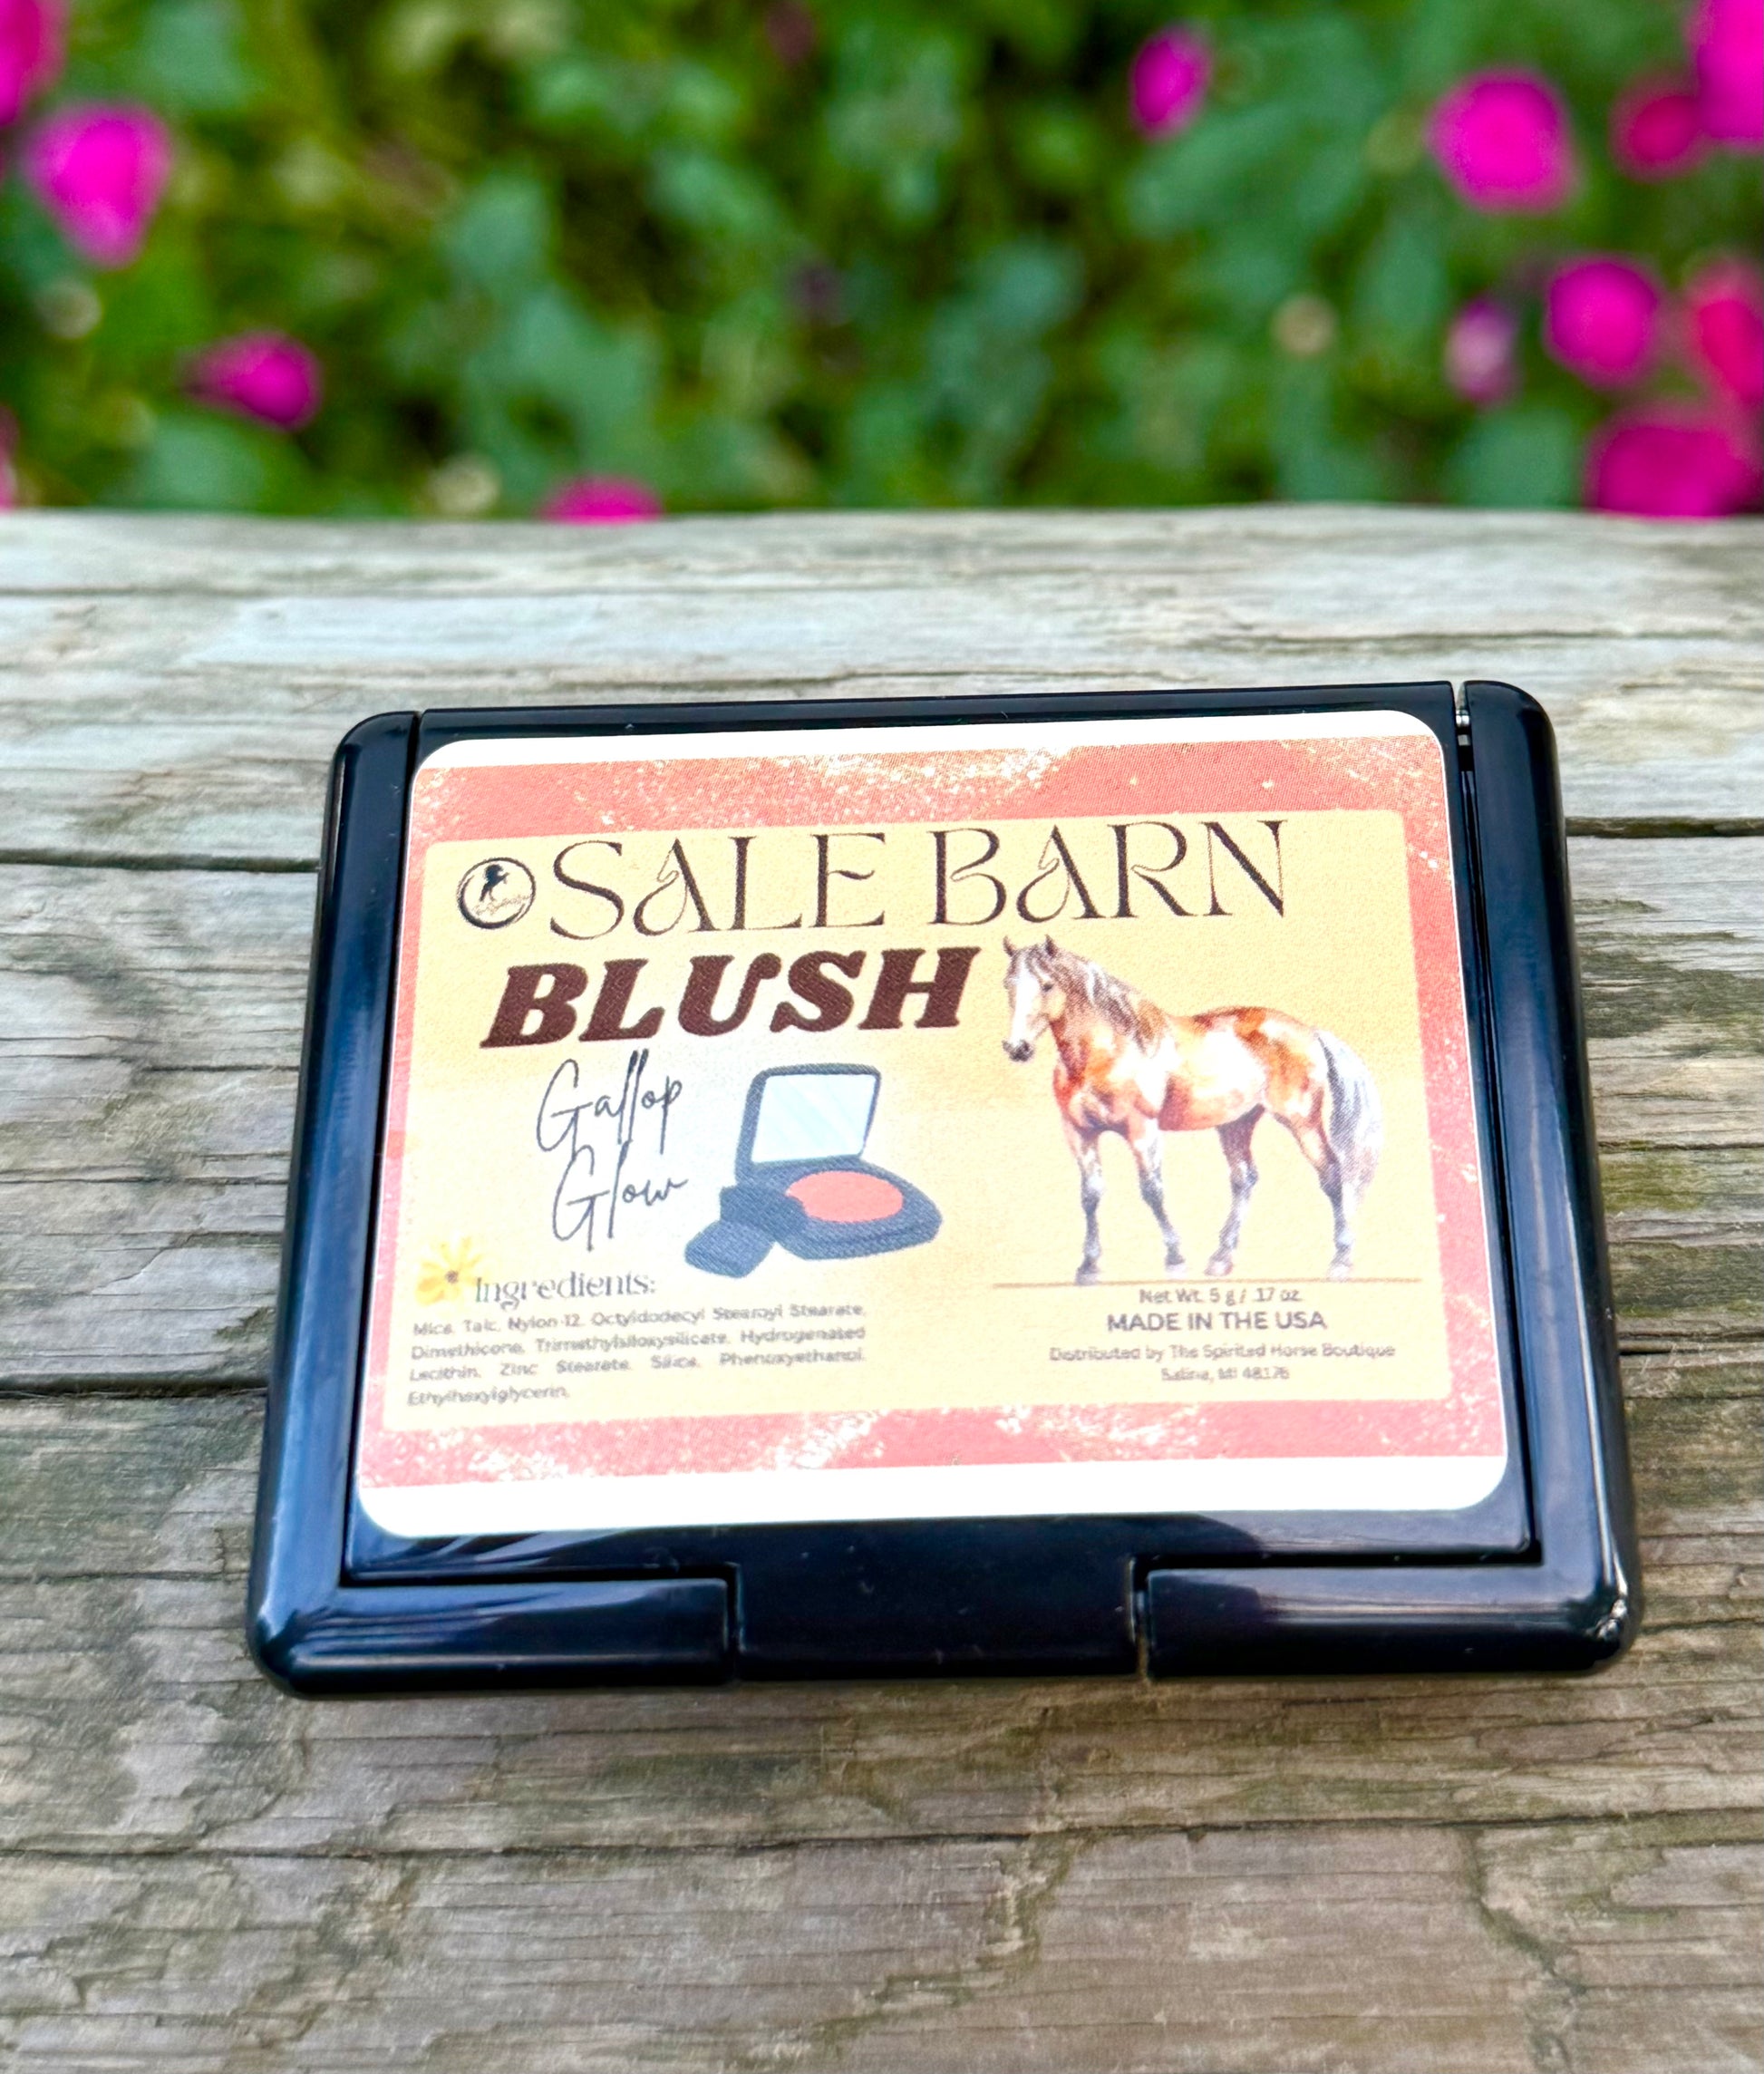 SALE BARN
BLUSH
Gallop
Glow
Ingredients:
Mica, Talc, Nylon-12, Octyldodecyl Stearoyl Stearate,
Dimethicone, Trimethylsiloxysilicate, Hydrogenated
Lecithin, Zinc Stearete, Silica, Phenoxyethanol,
Ethylhexylglycerin,
Net Wt. 5 g / .17 oz.
MADE IN THE USA
Distributed by The Spirited Horse Boutique
Saline, MI 48176